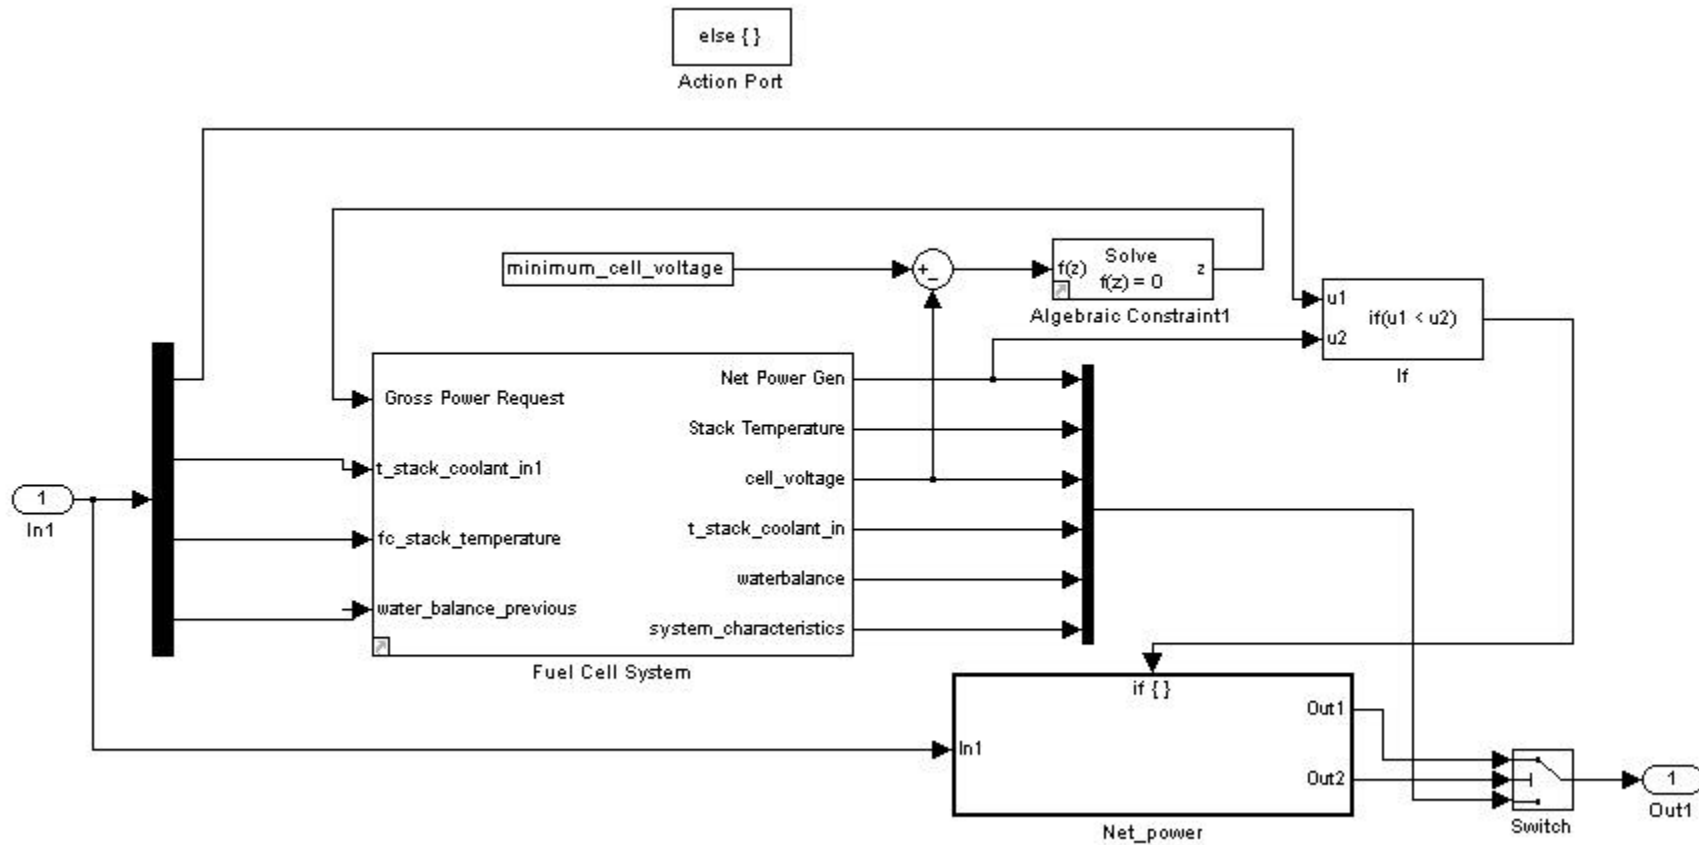 else { }
Action Port
minimum_cell_voltage
+
-
f(z)
Solve
f(z) = 0
z
Algebraic Constraint1
u1
u2
if(u1 < u2)
If
Gross Power Request
t_stack_coolant_in1
fc_stack_temperature
water_balance_previous
Net Power Gen
Stack Temperature
cell_voltage
t_stack_coolant_in
waterbalance
system_characteristics
Fuel Cell System
1
In1
if { }
In1
Out1
Out2
Net_power
Switch
1
Out1